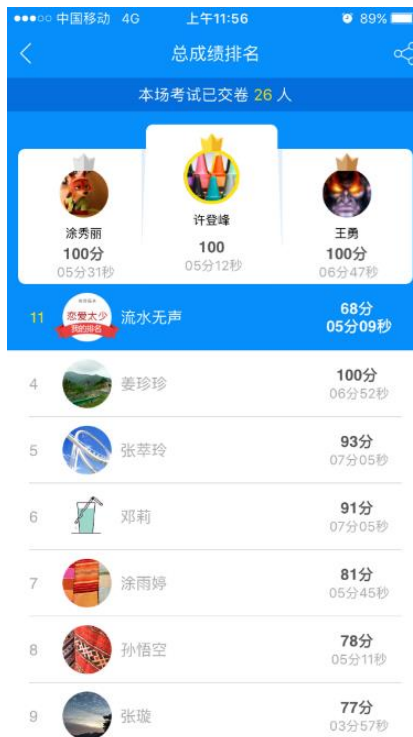 中国移动 4G 上午11:56 89%
总成绩排名
本场考试已交卷 26 人
涂秀丽
100分
05分31秒
许登峰
100
05分12秒
王勇
100分
06分47秒
11 恋爱太少 我的排名 流水无声 68分
05分09秒
4 姜珍珍 100分
06分52秒
5 张萃玲 93分
07分05秒
6 邓莉 91分
07分05秒
7 涂雨婷 81分
05分45秒
8 孙悟空 78分
05分11秒
9 张璇 77分
03分57秒